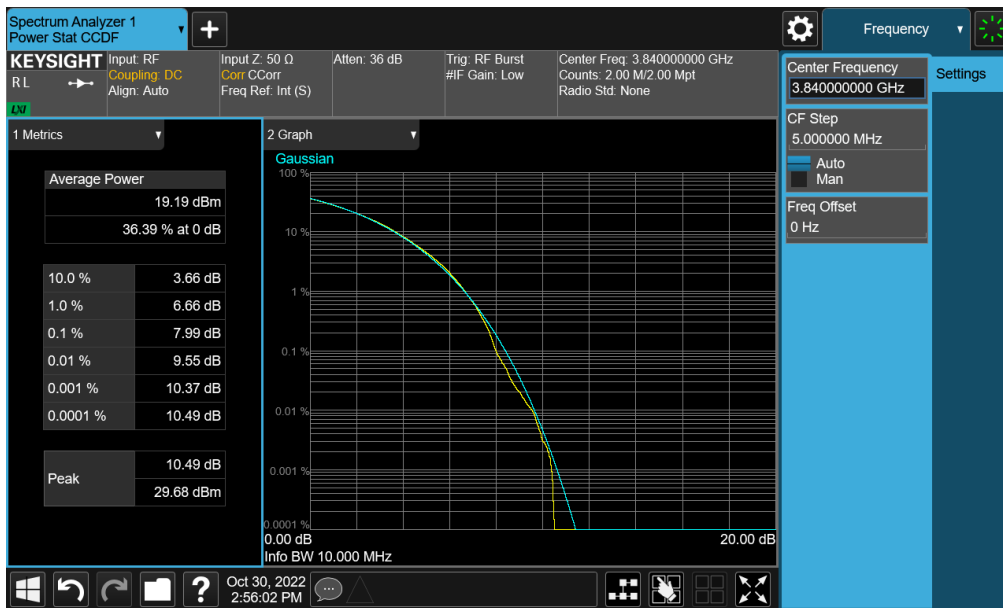 Spectrum Analyzer 1
Power Stat CCDF
+
Frequency
KEYSIGHT
R L
LXI
Input: RF
Coupling: DC
Align: Auto
Input Z: 50 Ω
Corr CCorr
Freq Ref: Int (S)
Atten: 36 dB
Trig: RF Burst
#IF Gain: Low
Center Freq: 3.840000000 GHz
Counts: 2.00 M/2.00 Mpt
Radio Std: None
Center Frequency
3.840000000 GHz
Settings
CF Step
5.000000 MHz
Auto
Man
Freq Offset
0 Hz
1 Metrics
Average Power
19.19 dBm
36.39 % at 0 dB
10.0 % 3.66 dB
1.0 % 6.66 dB
0.1 % 7.99 dB
0.01 % 9.55 dB
0.001 % 10.37 dB
0.0001 % 10.49 dB
Peak
10.49 dB
29.68 dBm
2 Graph
Gaussian
100 %
10 %
1 %
0.1 %
0.01 %
0.001 %
0.0001 %
0.00 dB 20.00 dB
Info BW 10.000 MHz
?
Oct 30, 2022
2:56:02 PM